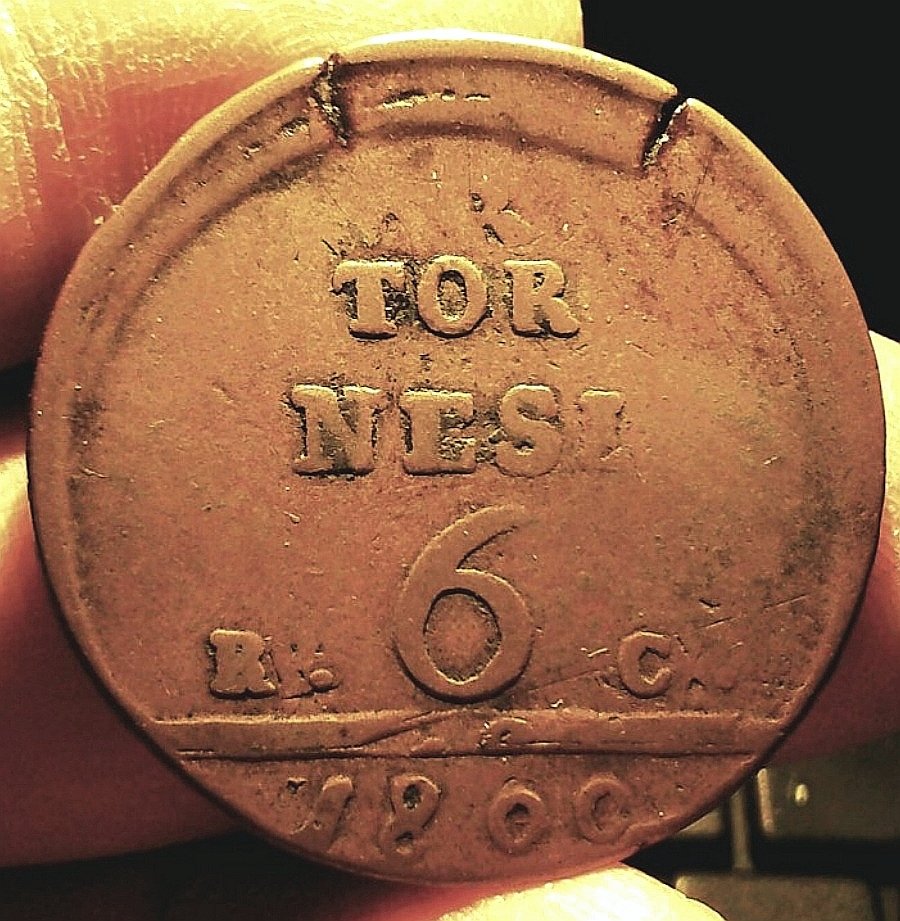 TOR
NESI
6
R. C
1800